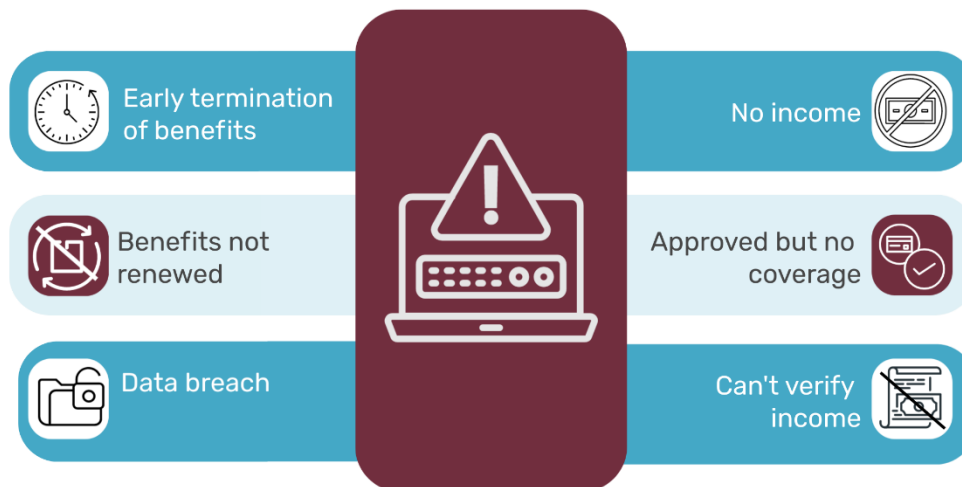 Early termination
of benefits
No income
Benefits not
renewed
Approved but no
coverage
Data breach
Can't verify
income